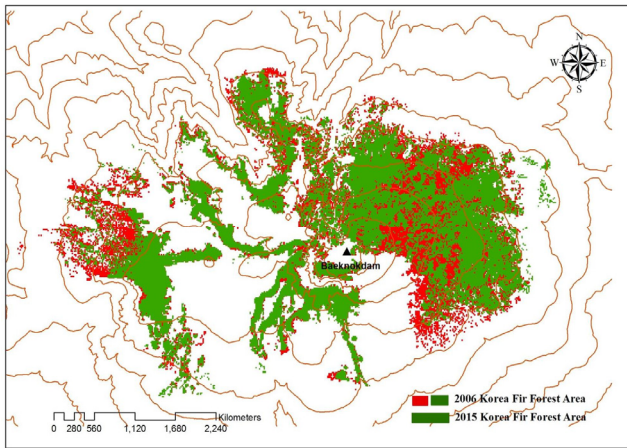 N
W E
S
Baeknokdam
2006 Korea Fir Forest Area
2015 Korea Fir Forest Area
Kilometers
0 280 560 1,120 1,680 2,240